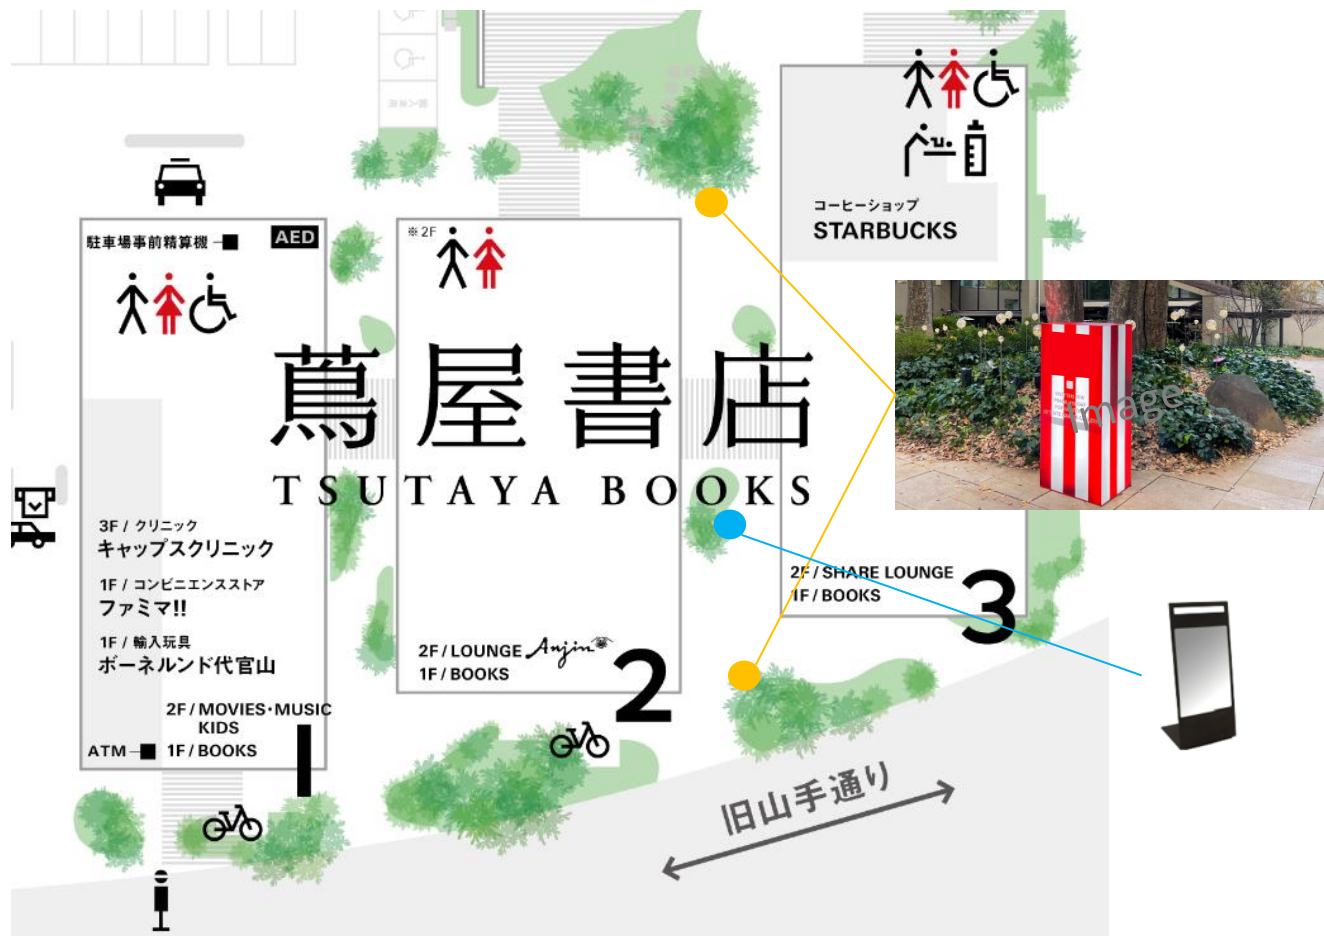 ※2F
コーヒーショップ
STARBUCKS
駐車場事前精算機
AED
蔦屋書店
TSUTAYA BOOKS
Image
3F / クリニック
キャップスクリニック
1F / コンビニエンスストア
ファミマ!!
1F / 輸入玩具
ボーネルンド代官山
2F / MOVIES・MUSIC
KIDS
1F / BOOKS
ATM
1
2F / LOUNGE Anjin
1F / BOOKS
2
2F / SHARE LOUNGE
1F / BOOKS
3
旧山手通り